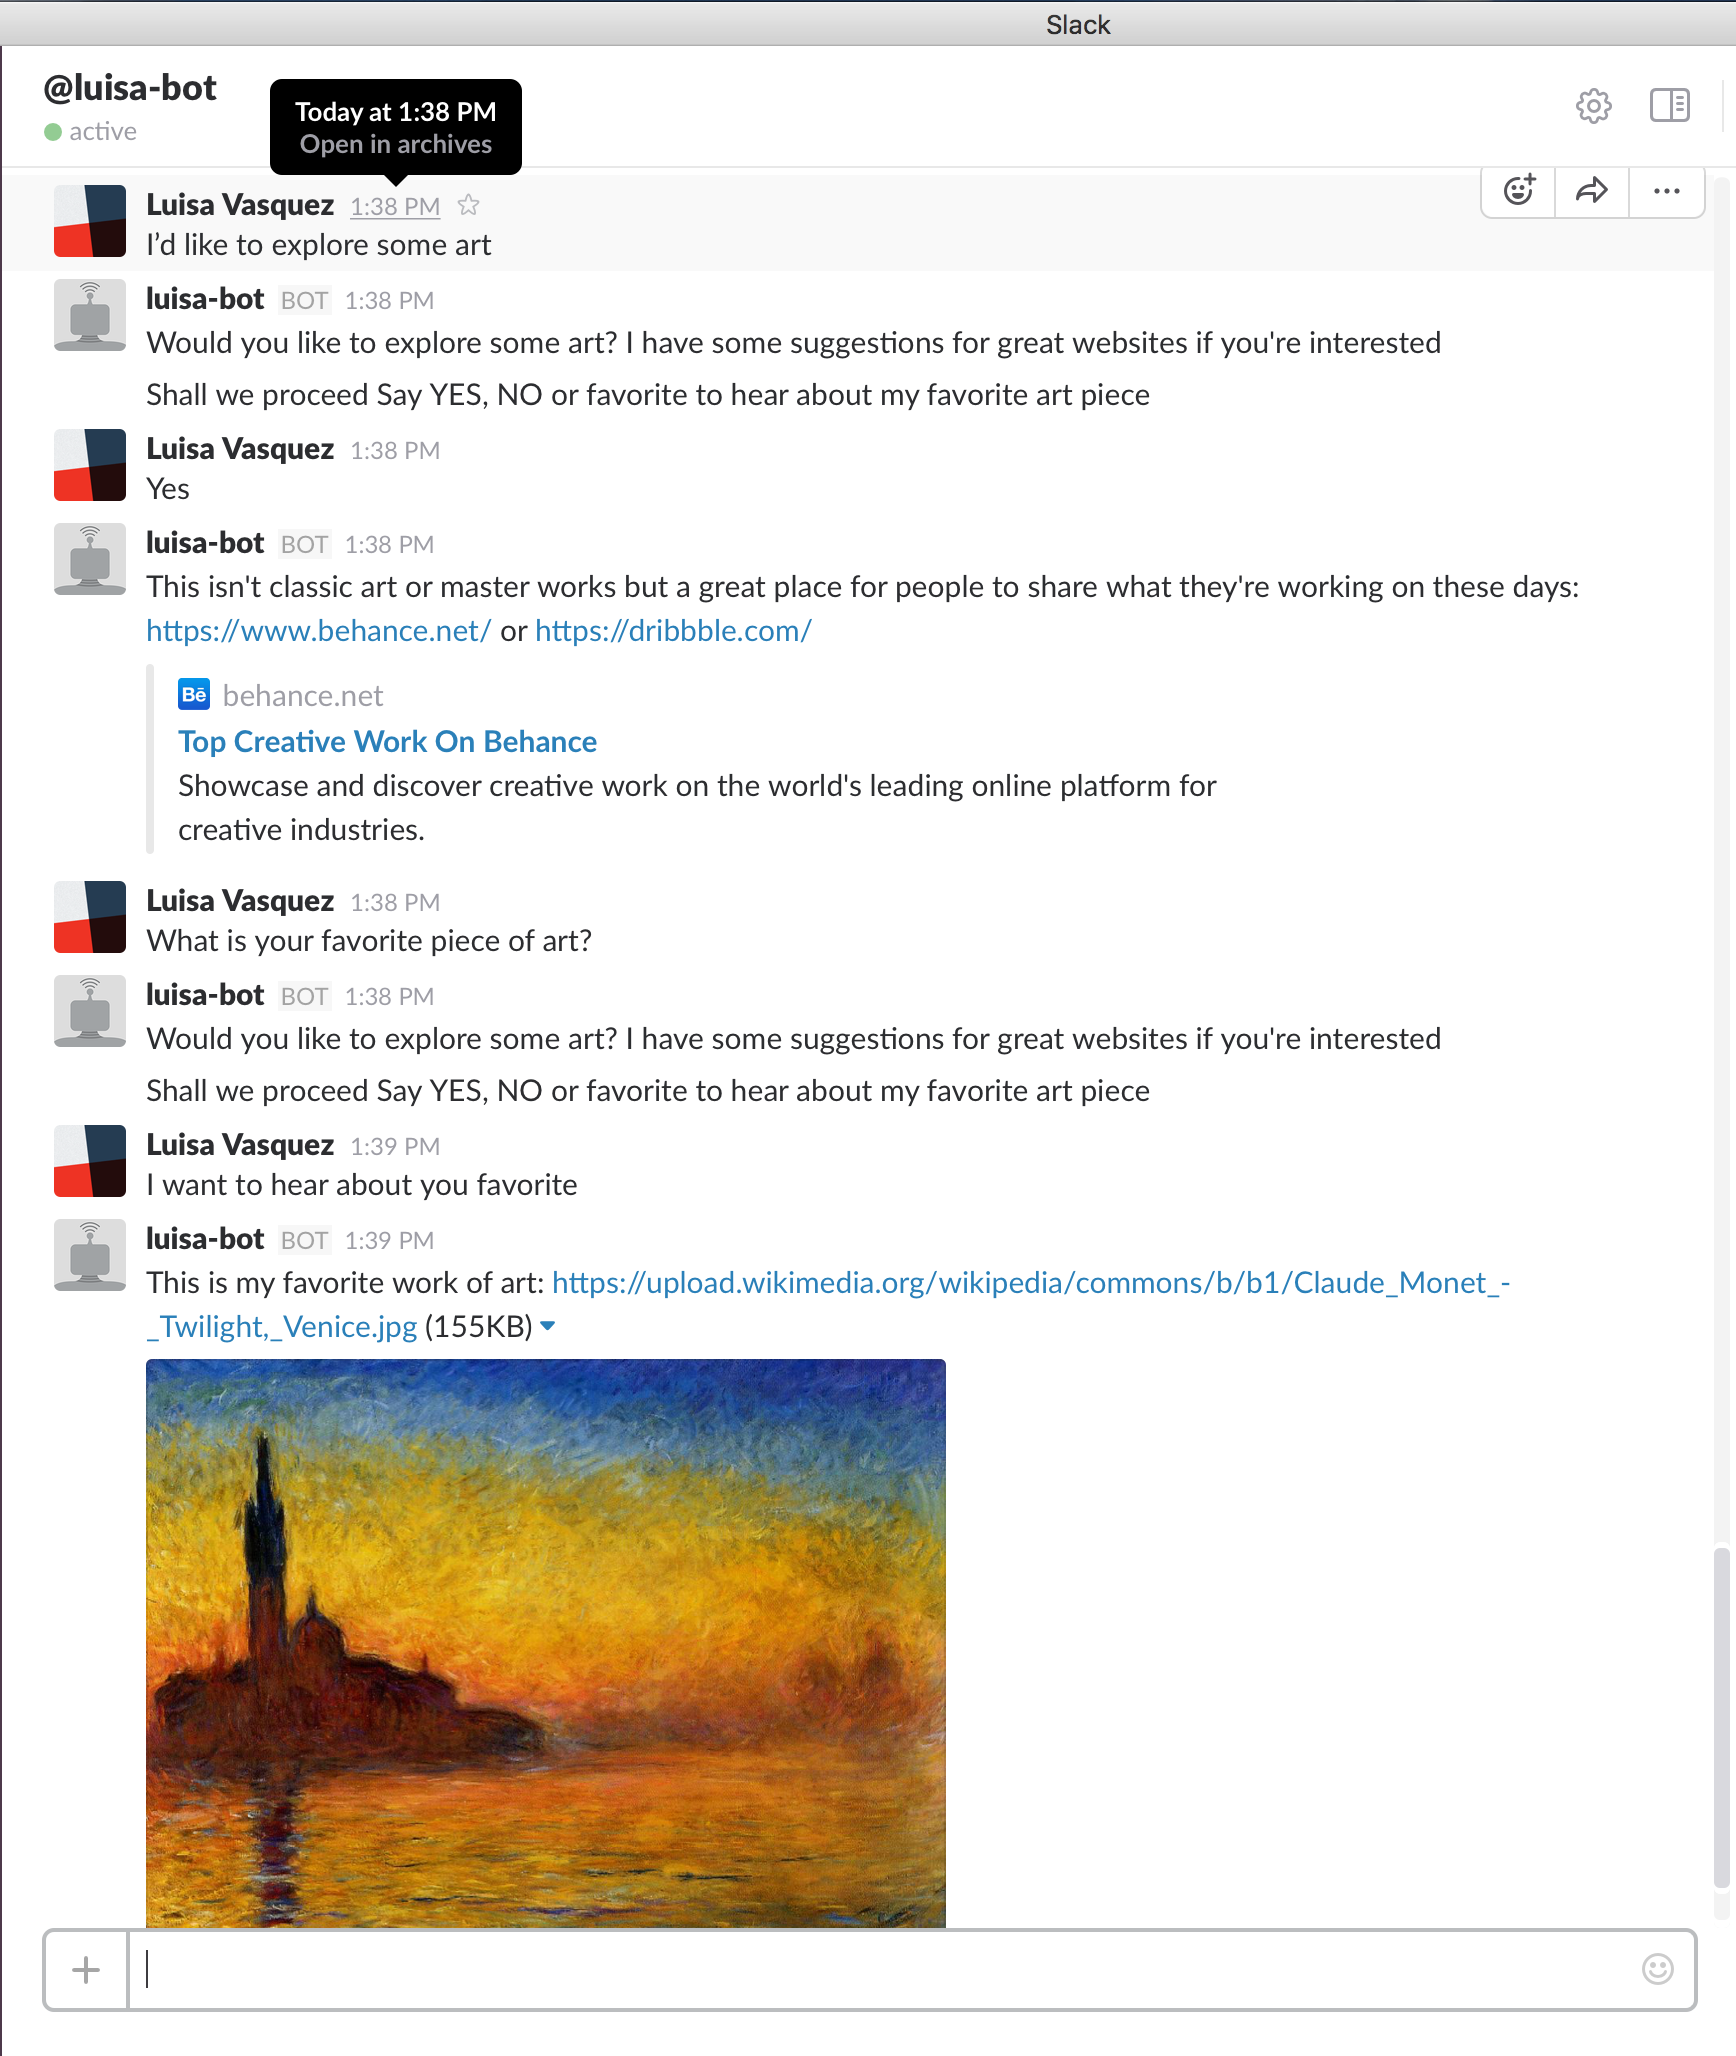 Slack
@luisa-bot
active
Today at 1:38 PM
Open in archives
Luisa Vasquez 1:38 PM
I’d like to explore some art
luisa-bot BOT 1:38 PM
Would you like to explore some art? I have some suggestions for great websites if you're interested
Shall we proceed Say YES, NO or favorite to hear about my favorite art piece
Luisa Vasquez 1:38 PM
Yes
luisa-bot BOT 1:38 PM
This isn't classic art or master works but a great place for people to share what they're working on these days:
https://www.behance.net/ or https://dribbble.com/
Bē behance.net
Top Creative Work On Behance
Showcase and discover creative work on the world's leading online platform for
creative industries.
Luisa Vasquez 1:38 PM
What is your favorite piece of art?
luisa-bot BOT 1:38 PM
Would you like to explore some art? I have some suggestions for great websites if you're interested
Shall we proceed Say YES, NO or favorite to hear about my favorite art piece
Luisa Vasquez 1:39 PM
I want to hear about you favorite
luisa-bot BOT 1:39 PM
This is my favorite work of art: https://upload.wikimedia.org/wikipedia/commons/b/b1/Claude_Monet_-
_Twilight,_Venice.jpg (155KB)